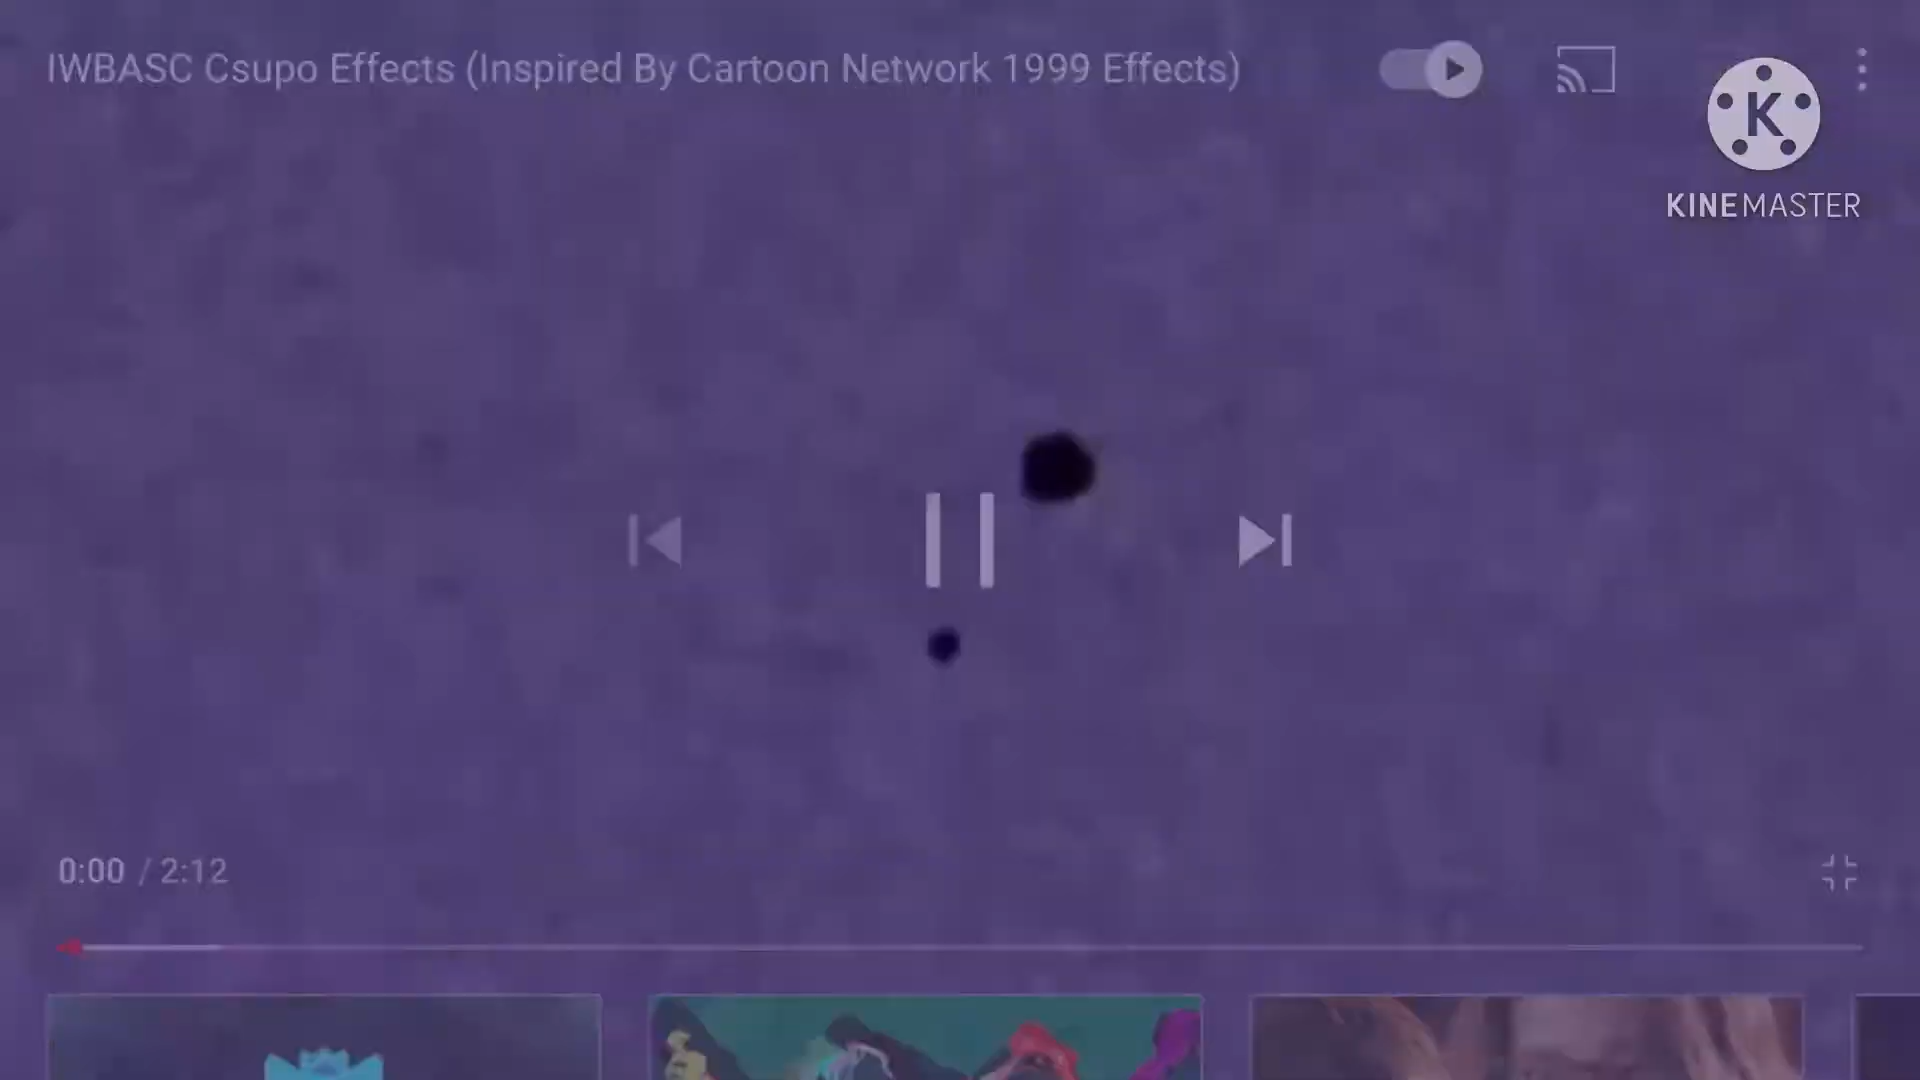 IWBASC Csupo Effects (Inspired By Cartoon Network 1999 Effects)
K
KINEMASTER
0:00 / 2:12